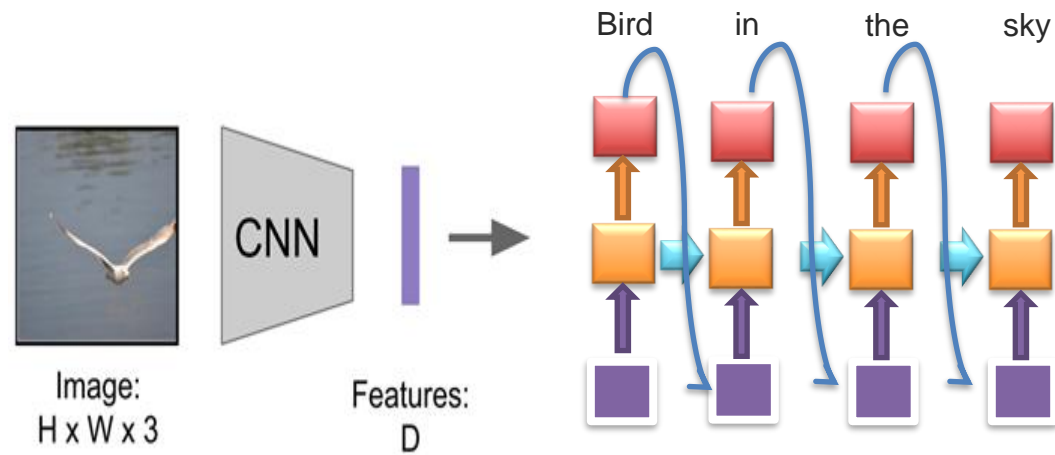 Bird in the sky
CNN
Image:
H x W x 3
Features:
D